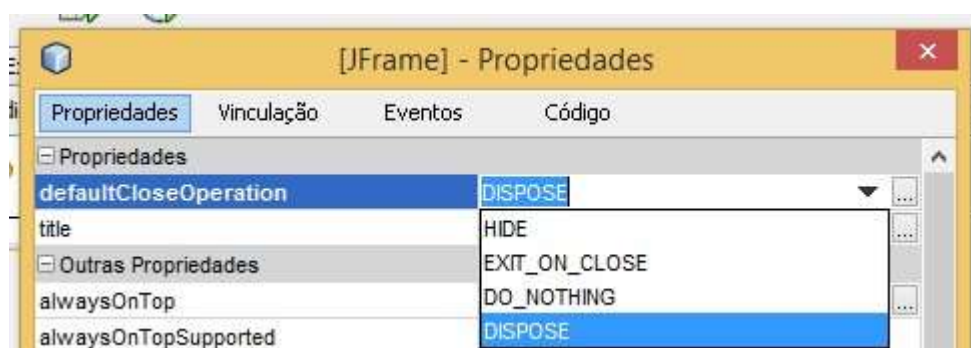 [JFrame] - Propriedades
Propriedades Vinculação Eventos Código
Propriedades
defaultCloseOperation DISPOSE ...
title HIDE ...
Outras Propriedades EXIT_ON_CLOSE
alwaysOnTop DO_NOTHING ...
alwaysOnTopSupported DISPOSE